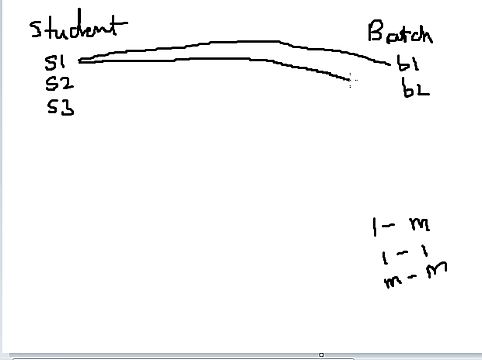 Student
Batch
S1
b1
S2
b2
S3
1 - m
1 - 1
m - m